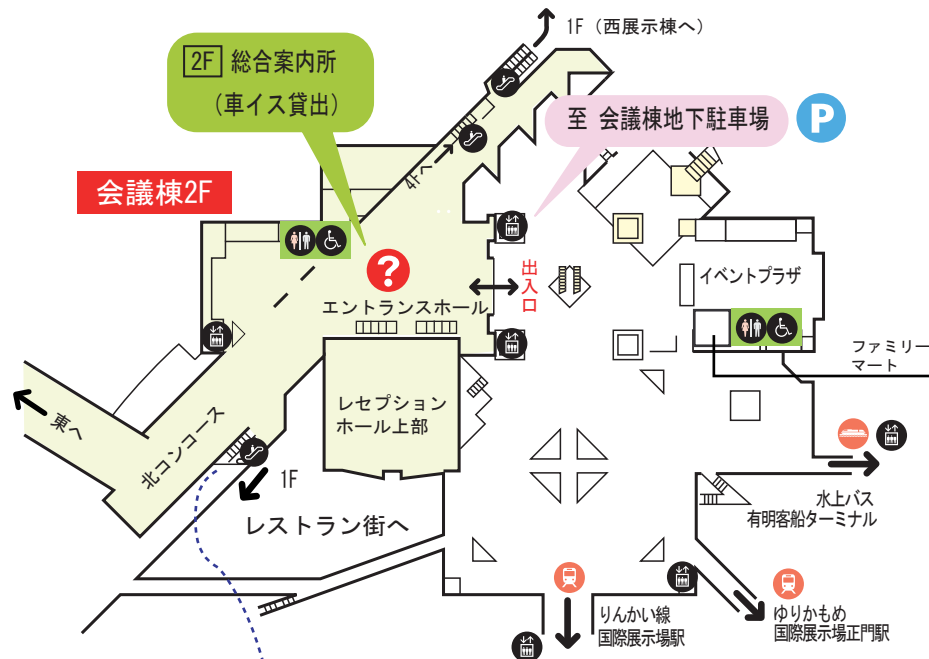 1F（西展示棟へ）
2F 総合案内所
（車イス貸出）
至 会議棟地下駐車場
P
4Fへ
会議棟2F
?
出入口
エントランスホール
イベントプラザ
ファミリー
マート
レセプション
ホール上部
東へ
北コンコース
1F
レストラン街へ
水上バス
有明客船ターミナル
りんかい線
国際展示場駅
ゆりかもめ
国際展示場正門駅